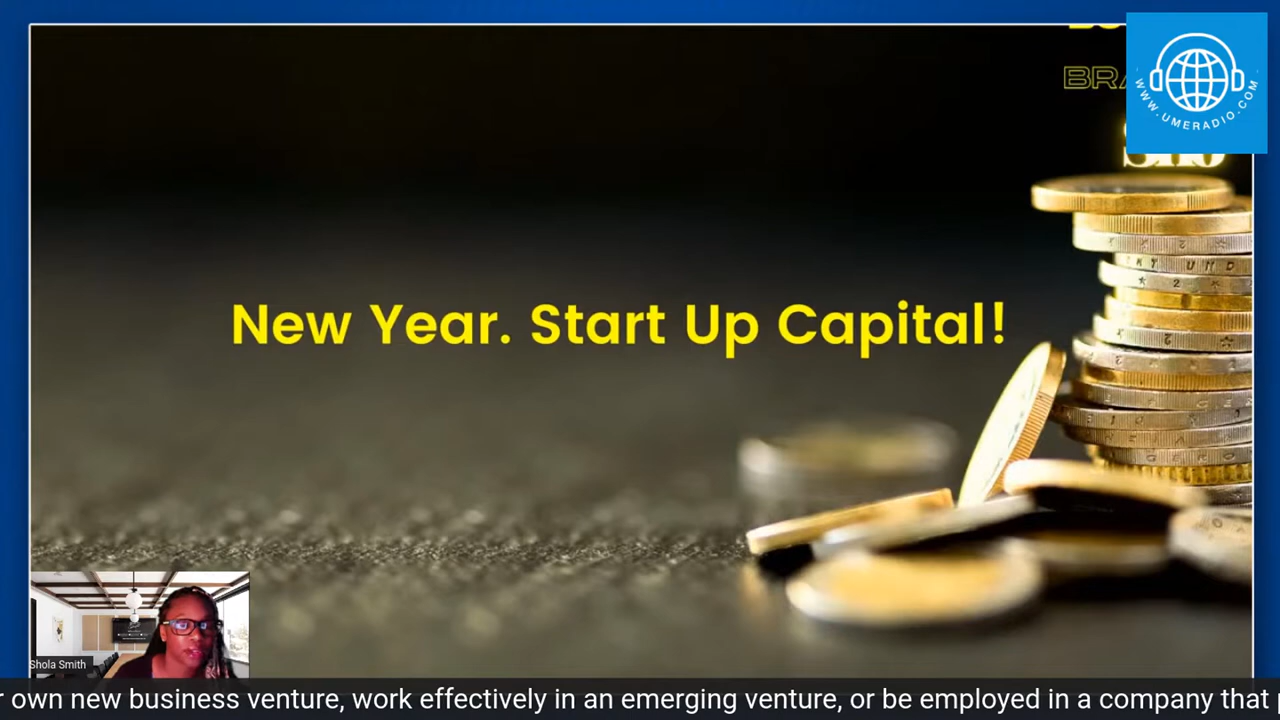 WWW.UMERADIO.COM
New Year. Start Up Capital!
Shola Smith
own new business venture, work effectively in an emerging venture, or be employed in a company that